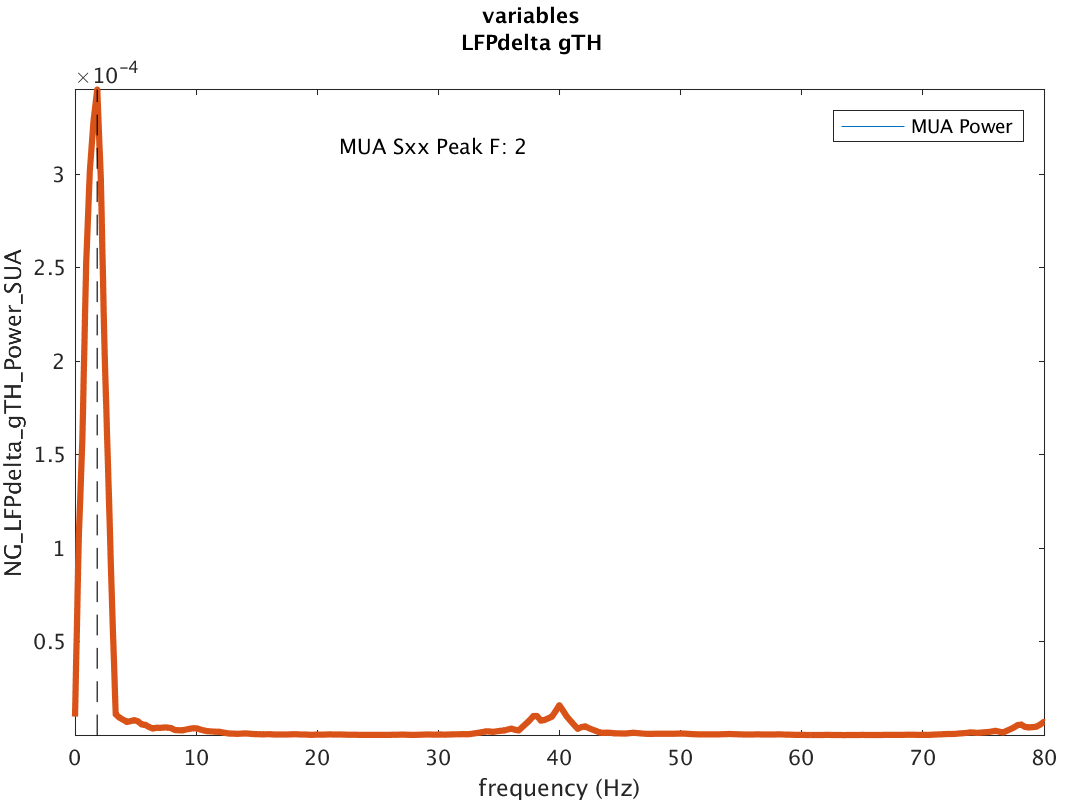 variables
LFPdelta gTH
×10⁻⁴
MUA Power
MUA Sxx Peak F: 2
NG_LFPdelta_gTH_Power_SUA
3
2.5
2
1.5
1
0.5
0 10 20 30 40 50 60 70 80
frequency (Hz)